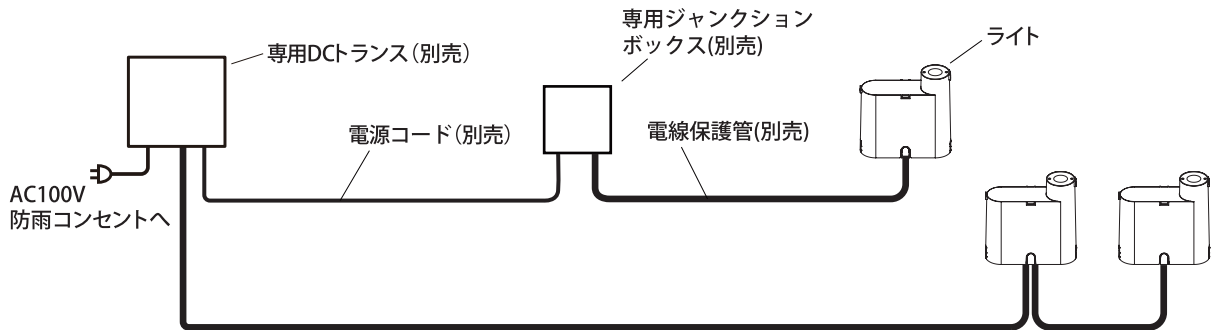 専用DCトランス（別売）
専用ジャンクション
ボックス(別売)
ライト
電源コード（別売）
電線保護管(別売)
AC100V
防雨コンセントへ